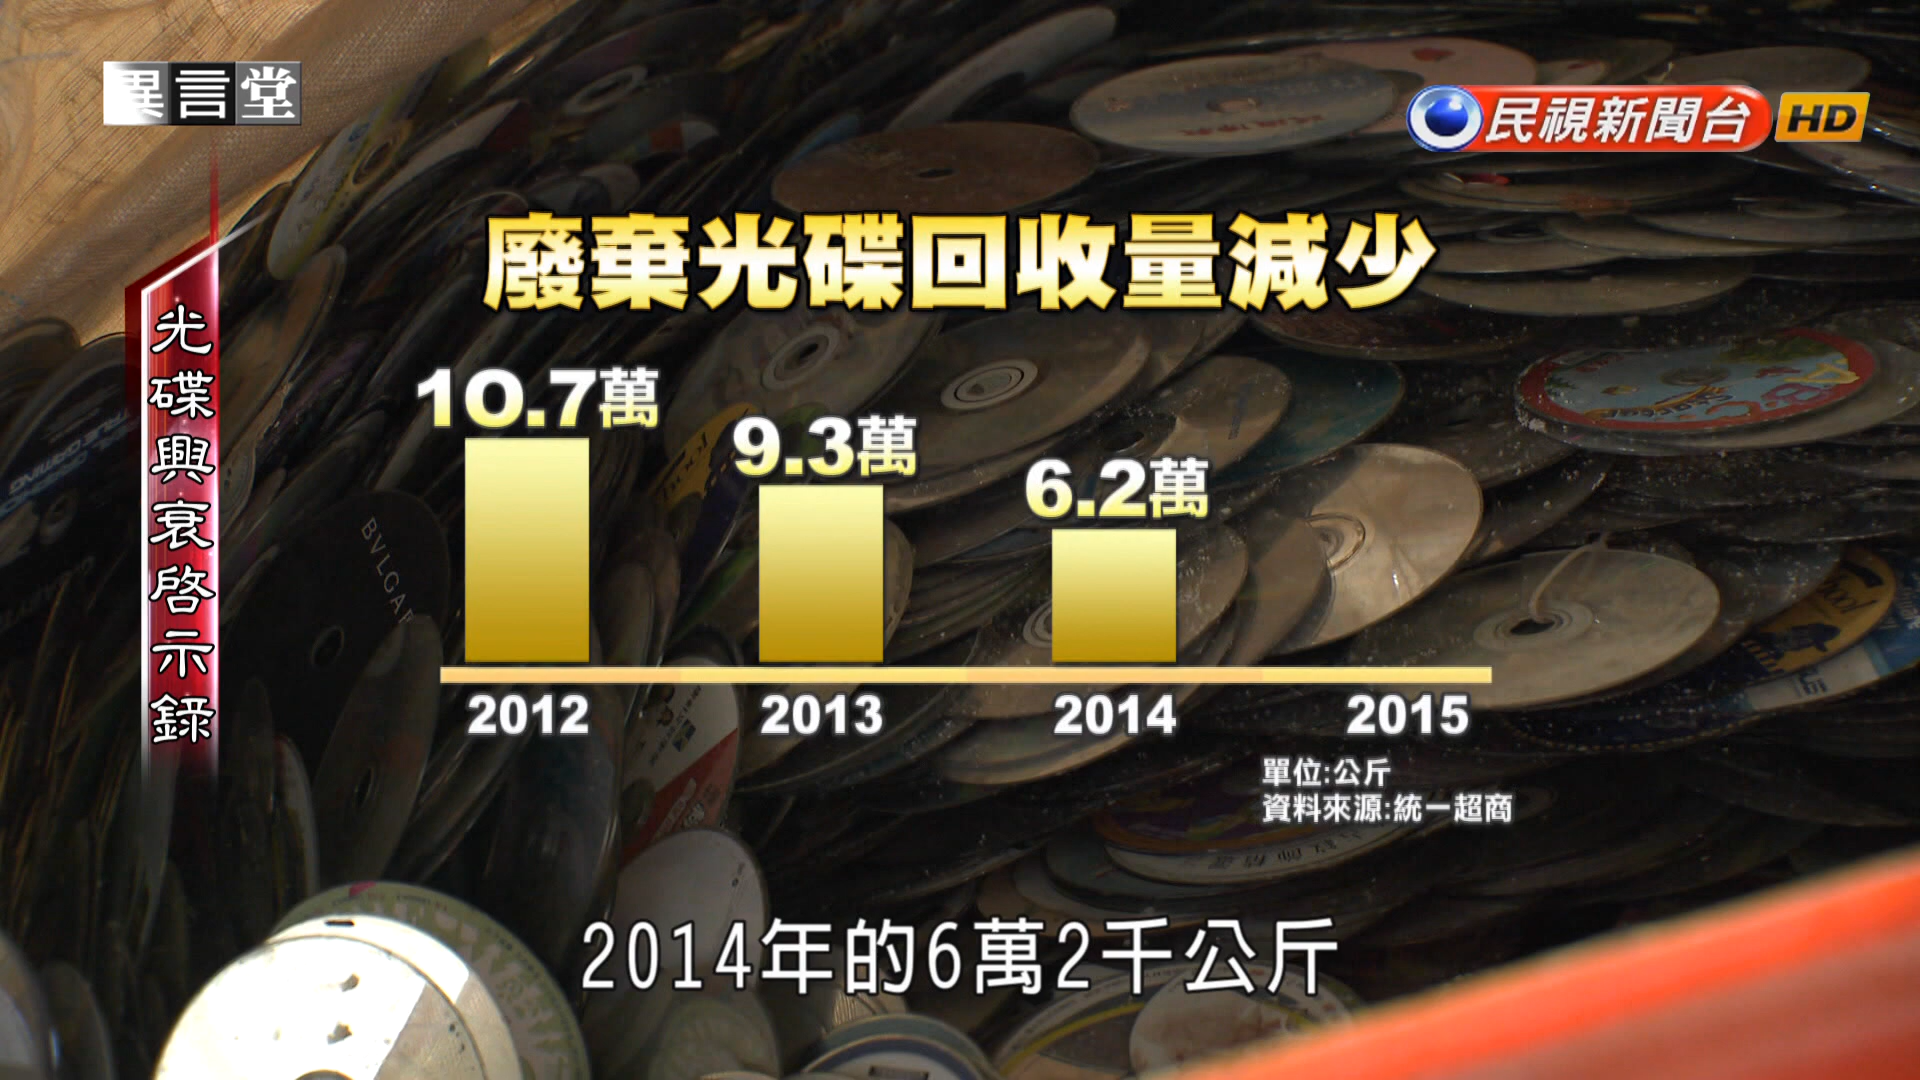 異言堂
民視新聞台 HD
廢棄光碟回收量減少
光碟興衰啓示錄
10.7萬
9.3萬
6.2萬
2012 2013 2014 2015
單位:公斤
資料來源:統一超商
BVLGAR
2014年的6萬2千公斤